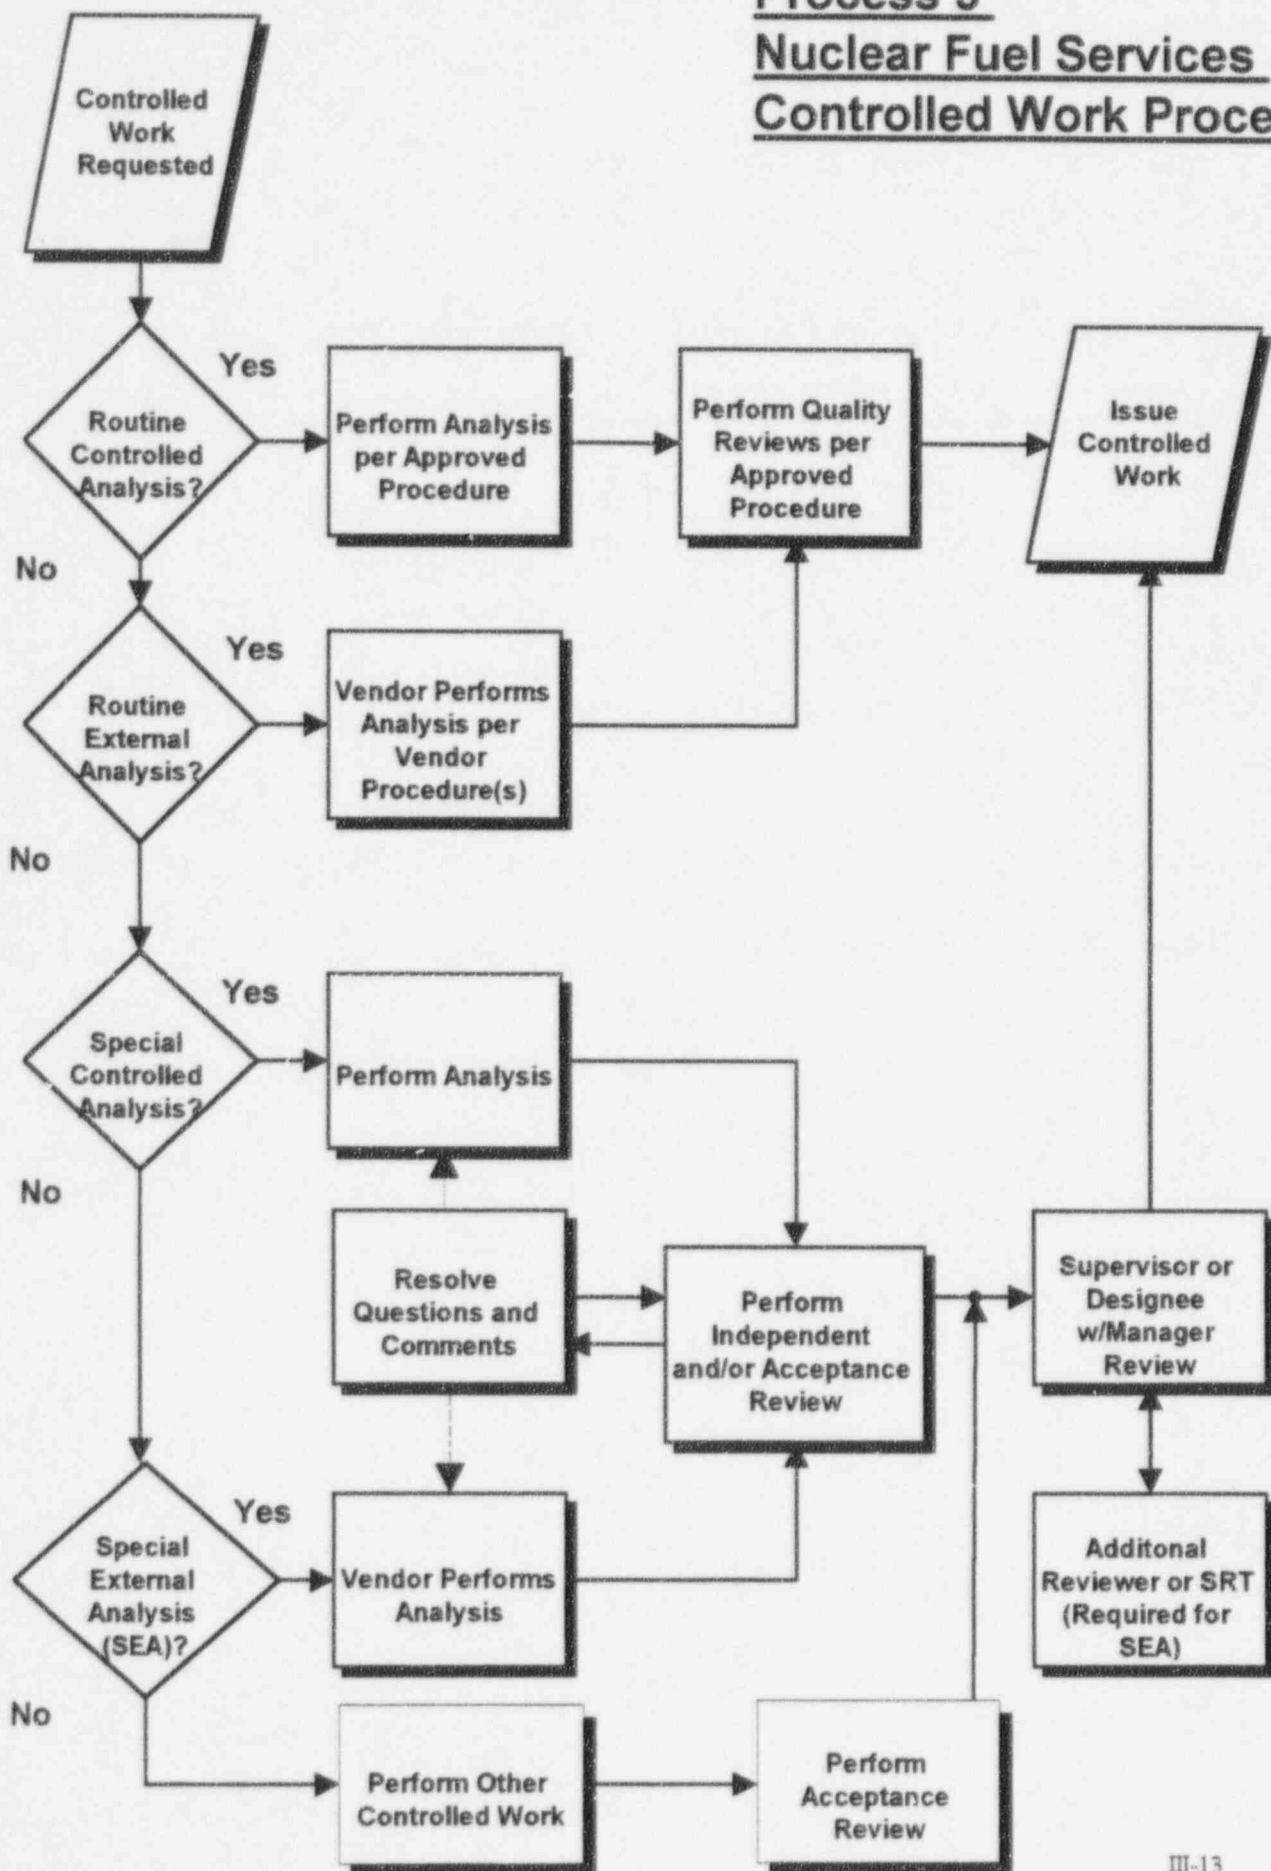 Nuclear Fuel Services
Controlled Work Proce
Controlled
Work
Requested
Yes
Routine
Controlled
Analysis?
Perform Analysis
per Approved
Procedure
Perform Quality
Reviews per
Approved
Procedure
Issue
Controlled
Work
No
Yes
Routine
External
Analysis?
Vendor Performs
Analysis per
Vendor
Procedure(s)
No
Yes
Special
Controlled
Analysis?
Perform Analysis
No
Resolve
Questions and
Comments
Perform
Independent
and/or Acceptance
Review
Supervisor or
Designee
w/Manager
Review
Yes
Special
External
Analysis
(SEA)?
Vendor Performs
Analysis
Additonal
Reviewer or SRT
(Required for
SEA)
No
Perform Other
Controlled Work
Perform
Acceptance
Review
III-13